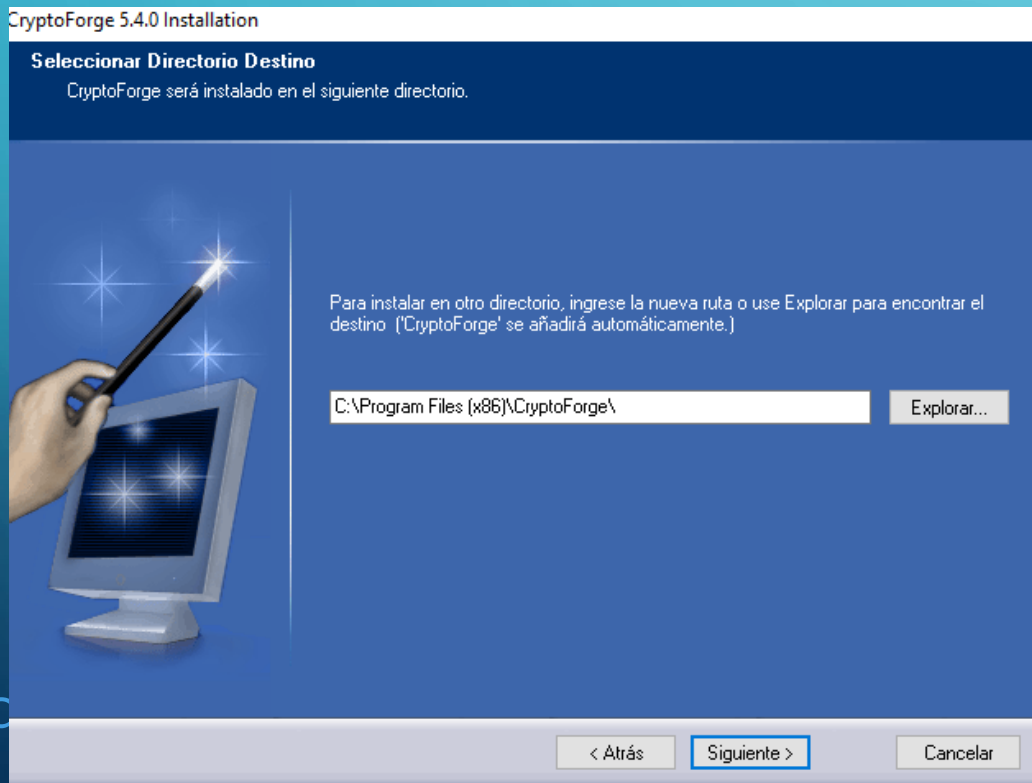 CryptoForge 5.4.0 Installation
Seleccionar Directorio Destino
CryptoForge será instalado en el siguiente directorio.
Para instalar en otro directorio, ingrese la nueva ruta o use Explorar para encontrar el
destino ('CryptoForge' se añadirá automáticamente.)
C:\Program Files (x86)\CryptoForge\
Explorar...
< Atrás
Siguiente >
Cancelar